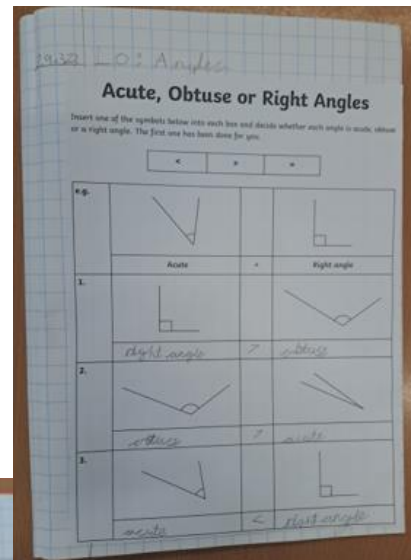 LO: Angles
Acute, Obtuse or Right Angles
Insert one of the symbols below into each box and decide whether each angle is acute, obtuse
or a right angle. The first one has been done for you.
< > =
e.g.
Acute < Right angle
1.
right angle > obtuse
2.
obtuse > acute
3.
acute < right angle